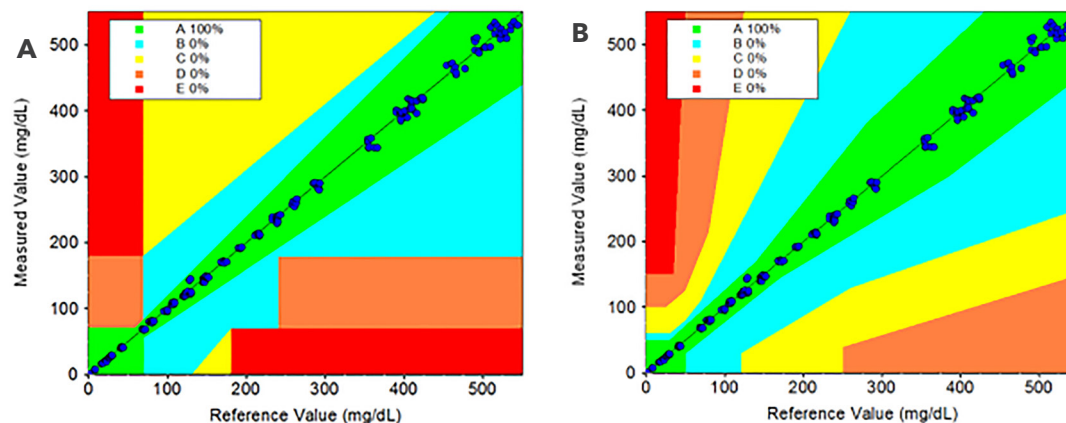 A
Measured Value (mg/dL)
500
400
300
200
100
0
A 100%
B 0%
C 0%
D 0%
E 0%
0 100 200 300 400 500
Reference Value (mg/dL)
B
Measured Value (mg/dL)
500
400
300
200
100
0
A 100%
B 0%
C 0%
D 0%
E 0%
0 100 200 300 400 500
Reference Value (mg/dL)